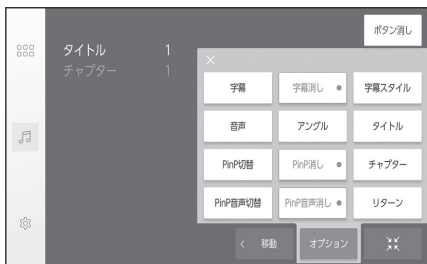 ボタン消し
タイトル 1
チャプター 1
字幕 字幕消し 字幕スタイル
音声 アングル タイトル
PinP切替 PinP消し チャプター
PinP音声切替 PinP音声消し リターン
移動 オプション